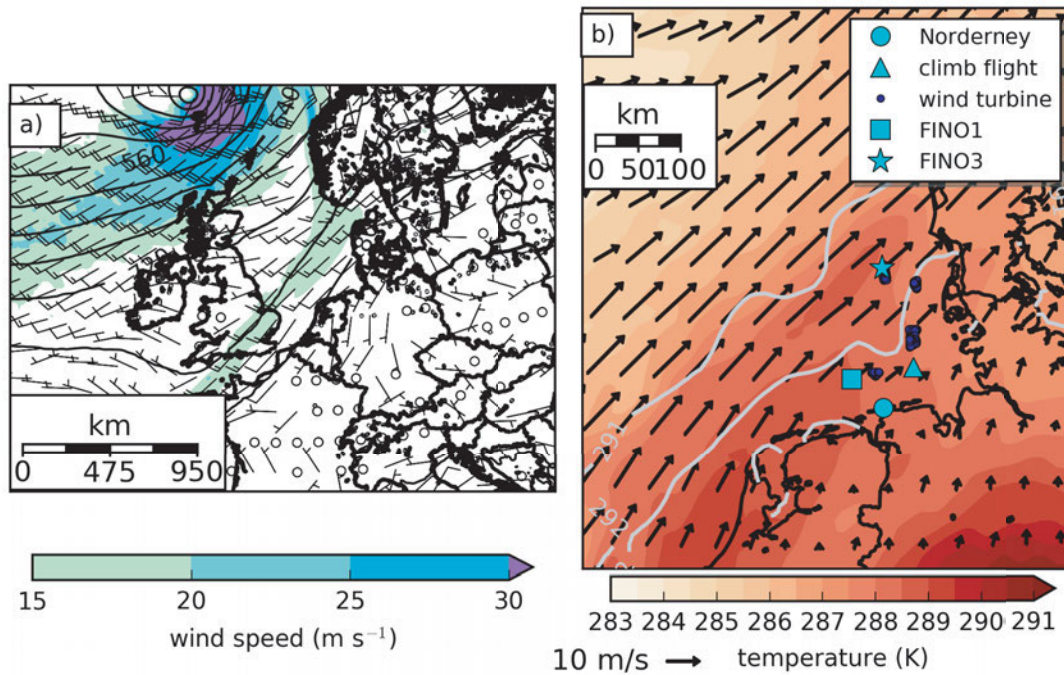 a)
560
540
km
0 475 950
15 20 25 30
wind speed (m s⁻¹)
b)
Norderney
climb flight
wind turbine
FINO1
FINO3
km
0 50100
291
292
283 284 285 286 287 288 289 290 291
10 m/s
temperature (K)